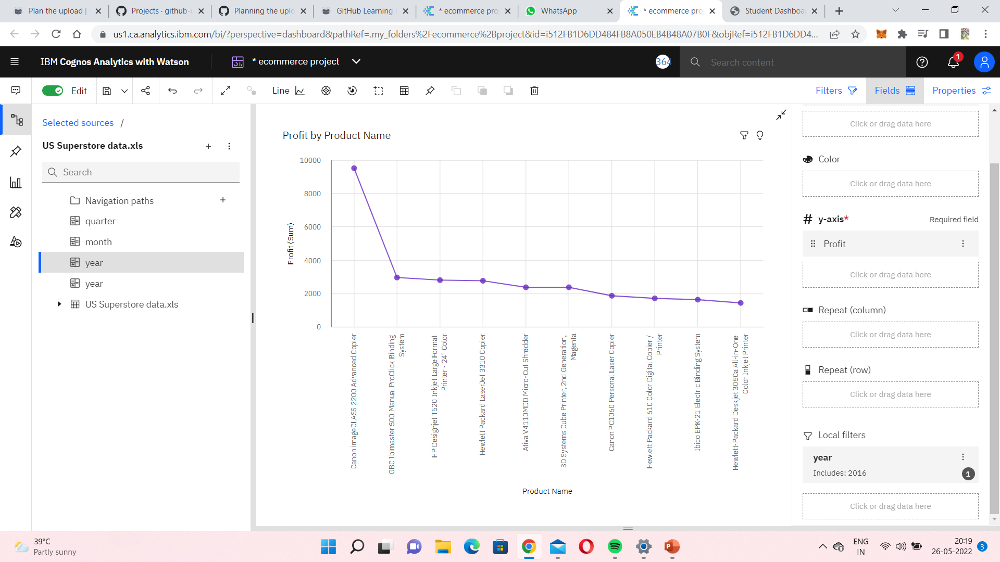 Plan the upload |
Projects · github-u
Planning the uplo
GitHub Learning L
* ecommerce pro
WhatsApp
* ecommerce pro
Student Dashboa
us1.ca.analytics.ibm.com/bi/?perspective=dashboard&pathRef=.my_folders%2Fecommerce%2Bproject&id=i512FB1D6DD484FB8A050EB4B48A07B0F&objRef=i512FB1D6DD4...
IBM Cognos Analytics with Watson
* ecommerce project
364
Search content
1
Edit
Line
Filters
Fields
Properties
Selected sources /
US Superstore data.xls
Search
Navigation paths
quarter
month
year
year
US Superstore data.xls
Profit by Product Name
10000
8000
6000
4000
2000
0
Profit (Sum)
Canon imageCLASS 2200 Advanced Copier
GBC Ibimaster 500 Manual ProClick Binding
System
HP Designjet T520 Inkjet Large Format
Printer - 24" Color
Hewlett Packard LaserJet 3310 Copier
Ativa V4110MDD Micro-Cut Shredder
3D Systems Cube Printer, 2nd Generation,
Magenta
Canon PC1060 Personal Laser Copier
Hewlett Packard 610 Color Digital Copier /
Printer
Ibico EPK-21 Electric Binding System
Hewlett-Packard Deskjet 3050a All-in-One
Color Inkjet Printer
Product Name
Click or drag data here
Color
Click or drag data here
# y-axis* Required field
Profit
Click or drag data here
Repeat (column)
Click or drag data here
Repeat (row)
Click or drag data here
Local filters
year
Includes: 2016
1
Click or drag data here
39°C
Partly sunny
ENG
IN
20:19
26-05-2022
3